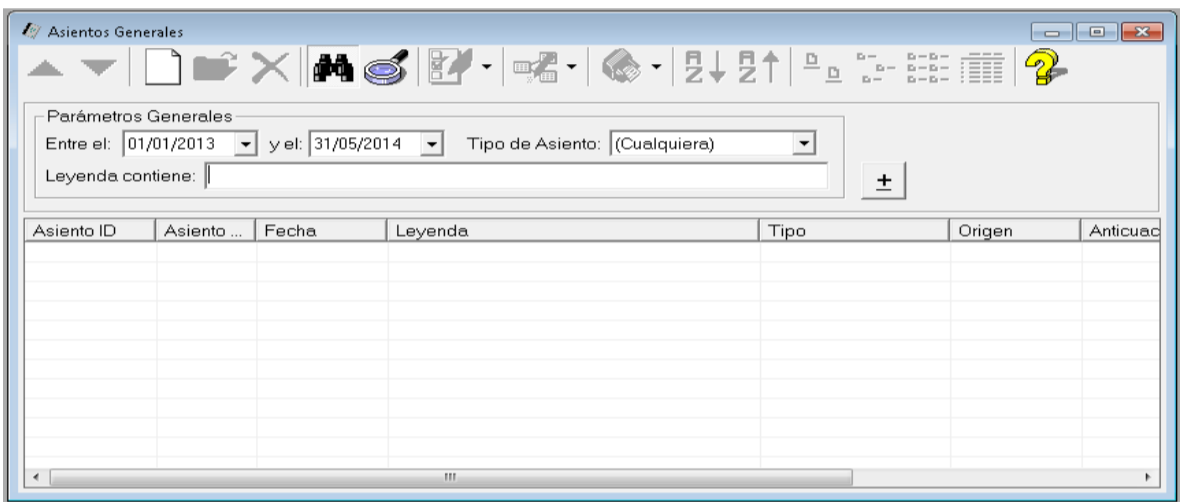 Asientos Generales
Parámetros Generales
Entre el: 01/01/2013 y el: 31/05/2014 Tipo de Asiento: (Cualquiera)
Leyenda contiene:
±
Asiento ID Asiento ... Fecha Leyenda Tipo Origen Anticuac